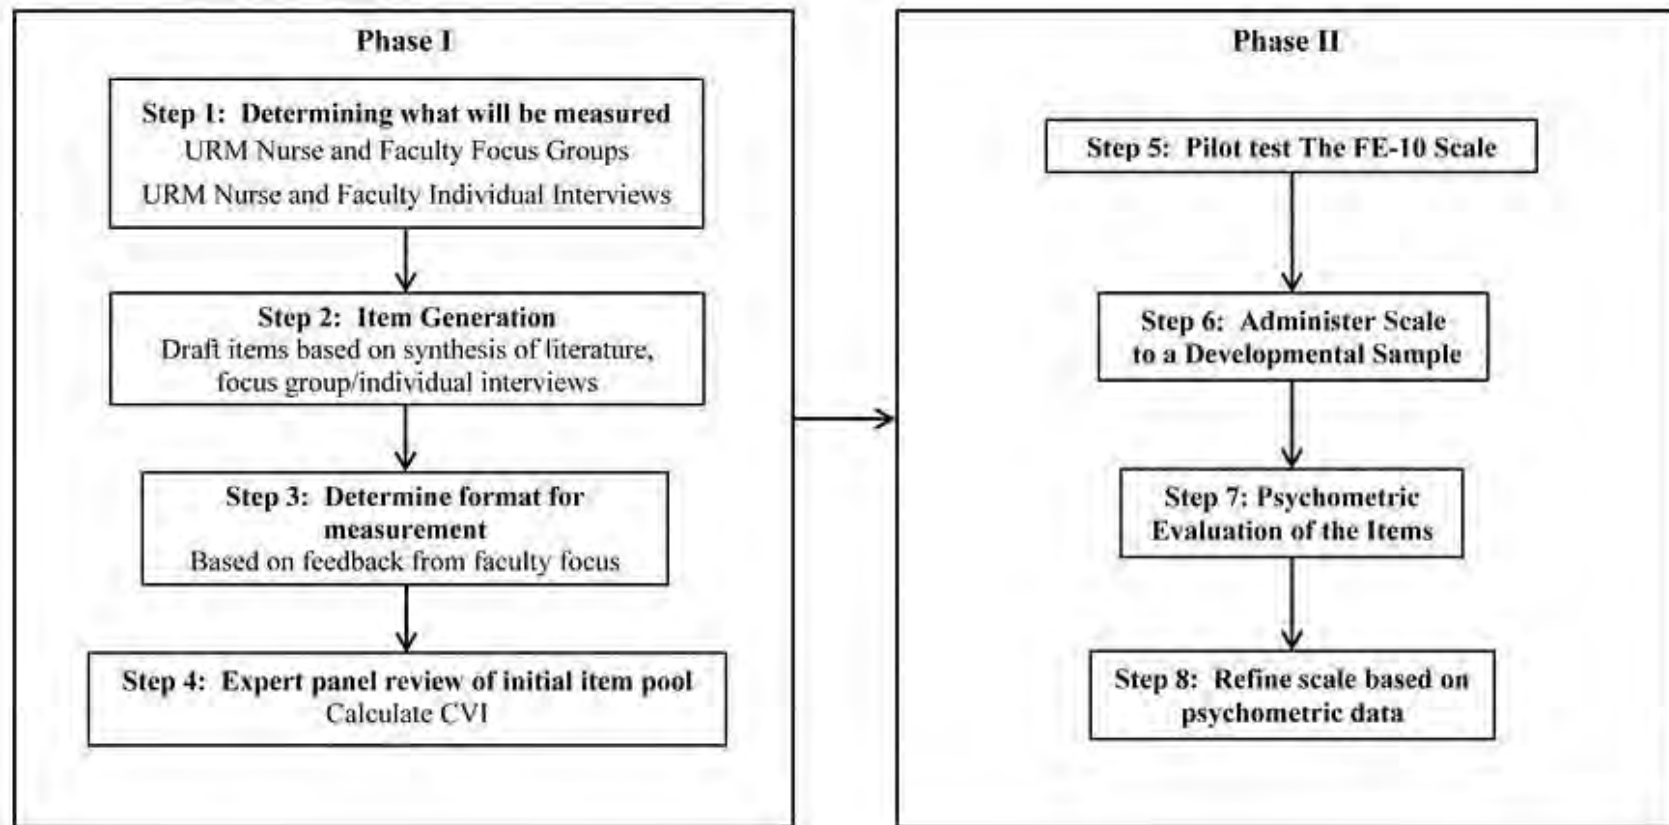 Phase I
Step 1: Determining what will be measured
URM Nurse and Faculty Focus Groups
URM Nurse and Faculty Individual Interviews
Step 2: Item Generation
Draft items based on synthesis of literature,
focus group/individual interviews
Step 3: Determine format for
measurement
Based on feedback from faculty focus
Step 4: Expert panel review of initial item pool
Calculate CVI
Phase II
Step 5: Pilot test The FE-10 Scale
Step 6: Administer Scale
to a Developmental Sample
Step 7: Psychometric
Evaluation of the Items
Step 8: Refine scale based on
psychometric data